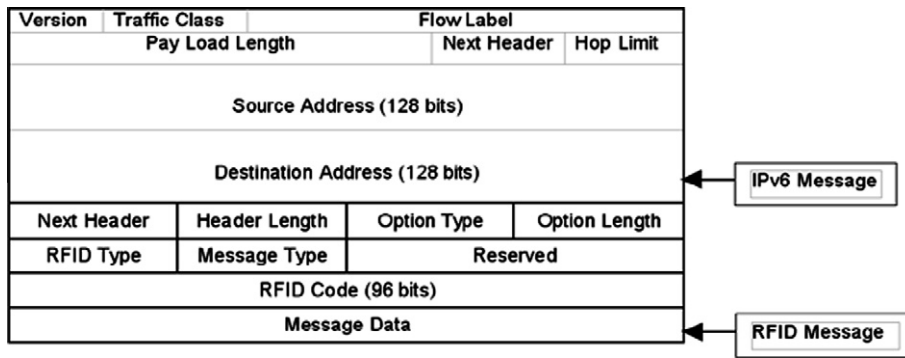 Version Traffic Class Flow Label
Pay Load Length Next Header Hop Limit
Source Address (128 bits)
Destination Address (128 bits)
IPv6 Message
Next Header Header Length Option Type Option Length
RFID Type Message Type Reserved
RFID Code (96 bits)
Message Data
RFID Message